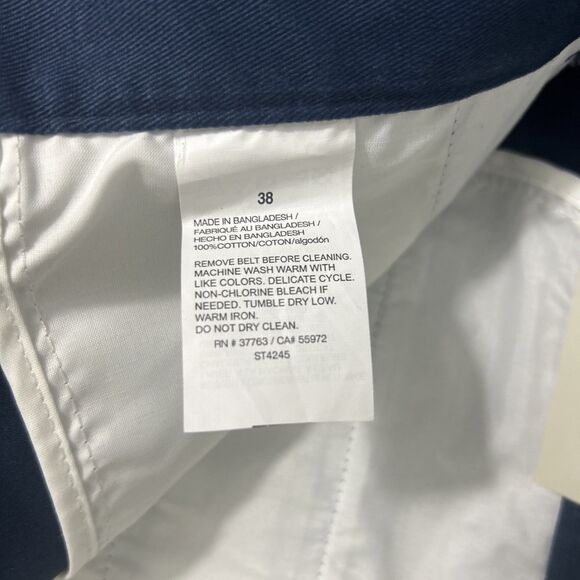 38
MADE IN BANGLADESH /
FABRIQUÉ AU BANGLADESH /
HECHO EN BANGLADESH
100%COTTON/COTON/algodón
REMOVE BELT BEFORE CLEANING.
MACHINE WASH WARM WITH
LIKE COLORS. DELICATE CYCLE.
NON-CHLORINE BLEACH IF
NEEDED. TUMBLE DRY LOW.
WARM IRON.
DO NOT DRY CLEAN.
RN # 37763 / CA# 55972
ST4245